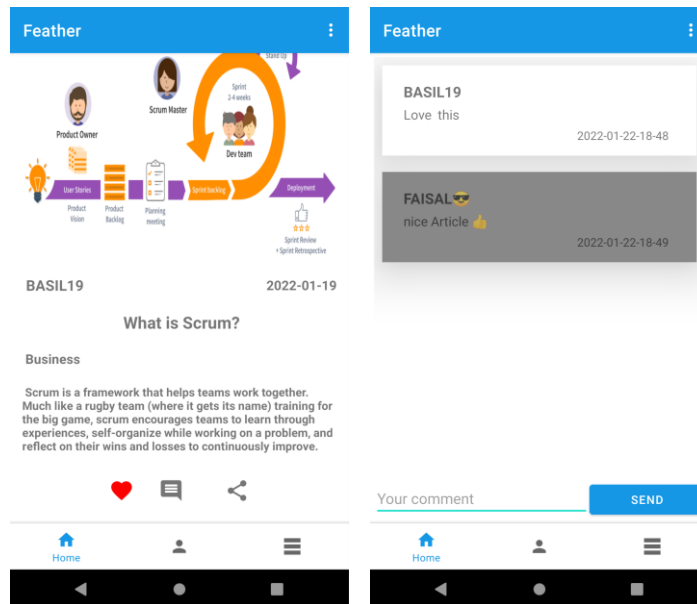 Feather
Stand Up
Sprint
2-4 weeks
Scrum Master
Product Owner
Dev team
User Stories
Sprint backlog
Deployment
Product
Vision
Product
Backlog
Planning
meeting
Sprint Review
+ Sprint Retrospective
BASIL19 2022-01-19
What is Scrum?
Business
Scrum is a framework that helps teams work together.
Much like a rugby team (where it gets its name) training for
the big game, scrum encourages teams to learn through
experiences, self-organize while working on a problem, and
reflect on their wins and losses to continuously improve.
Home
Feather
BASIL19
Love this
2022-01-22-18-48
FAISAL😎
nice Article 👍
2022-01-22-18-49
Your comment SEND
Home